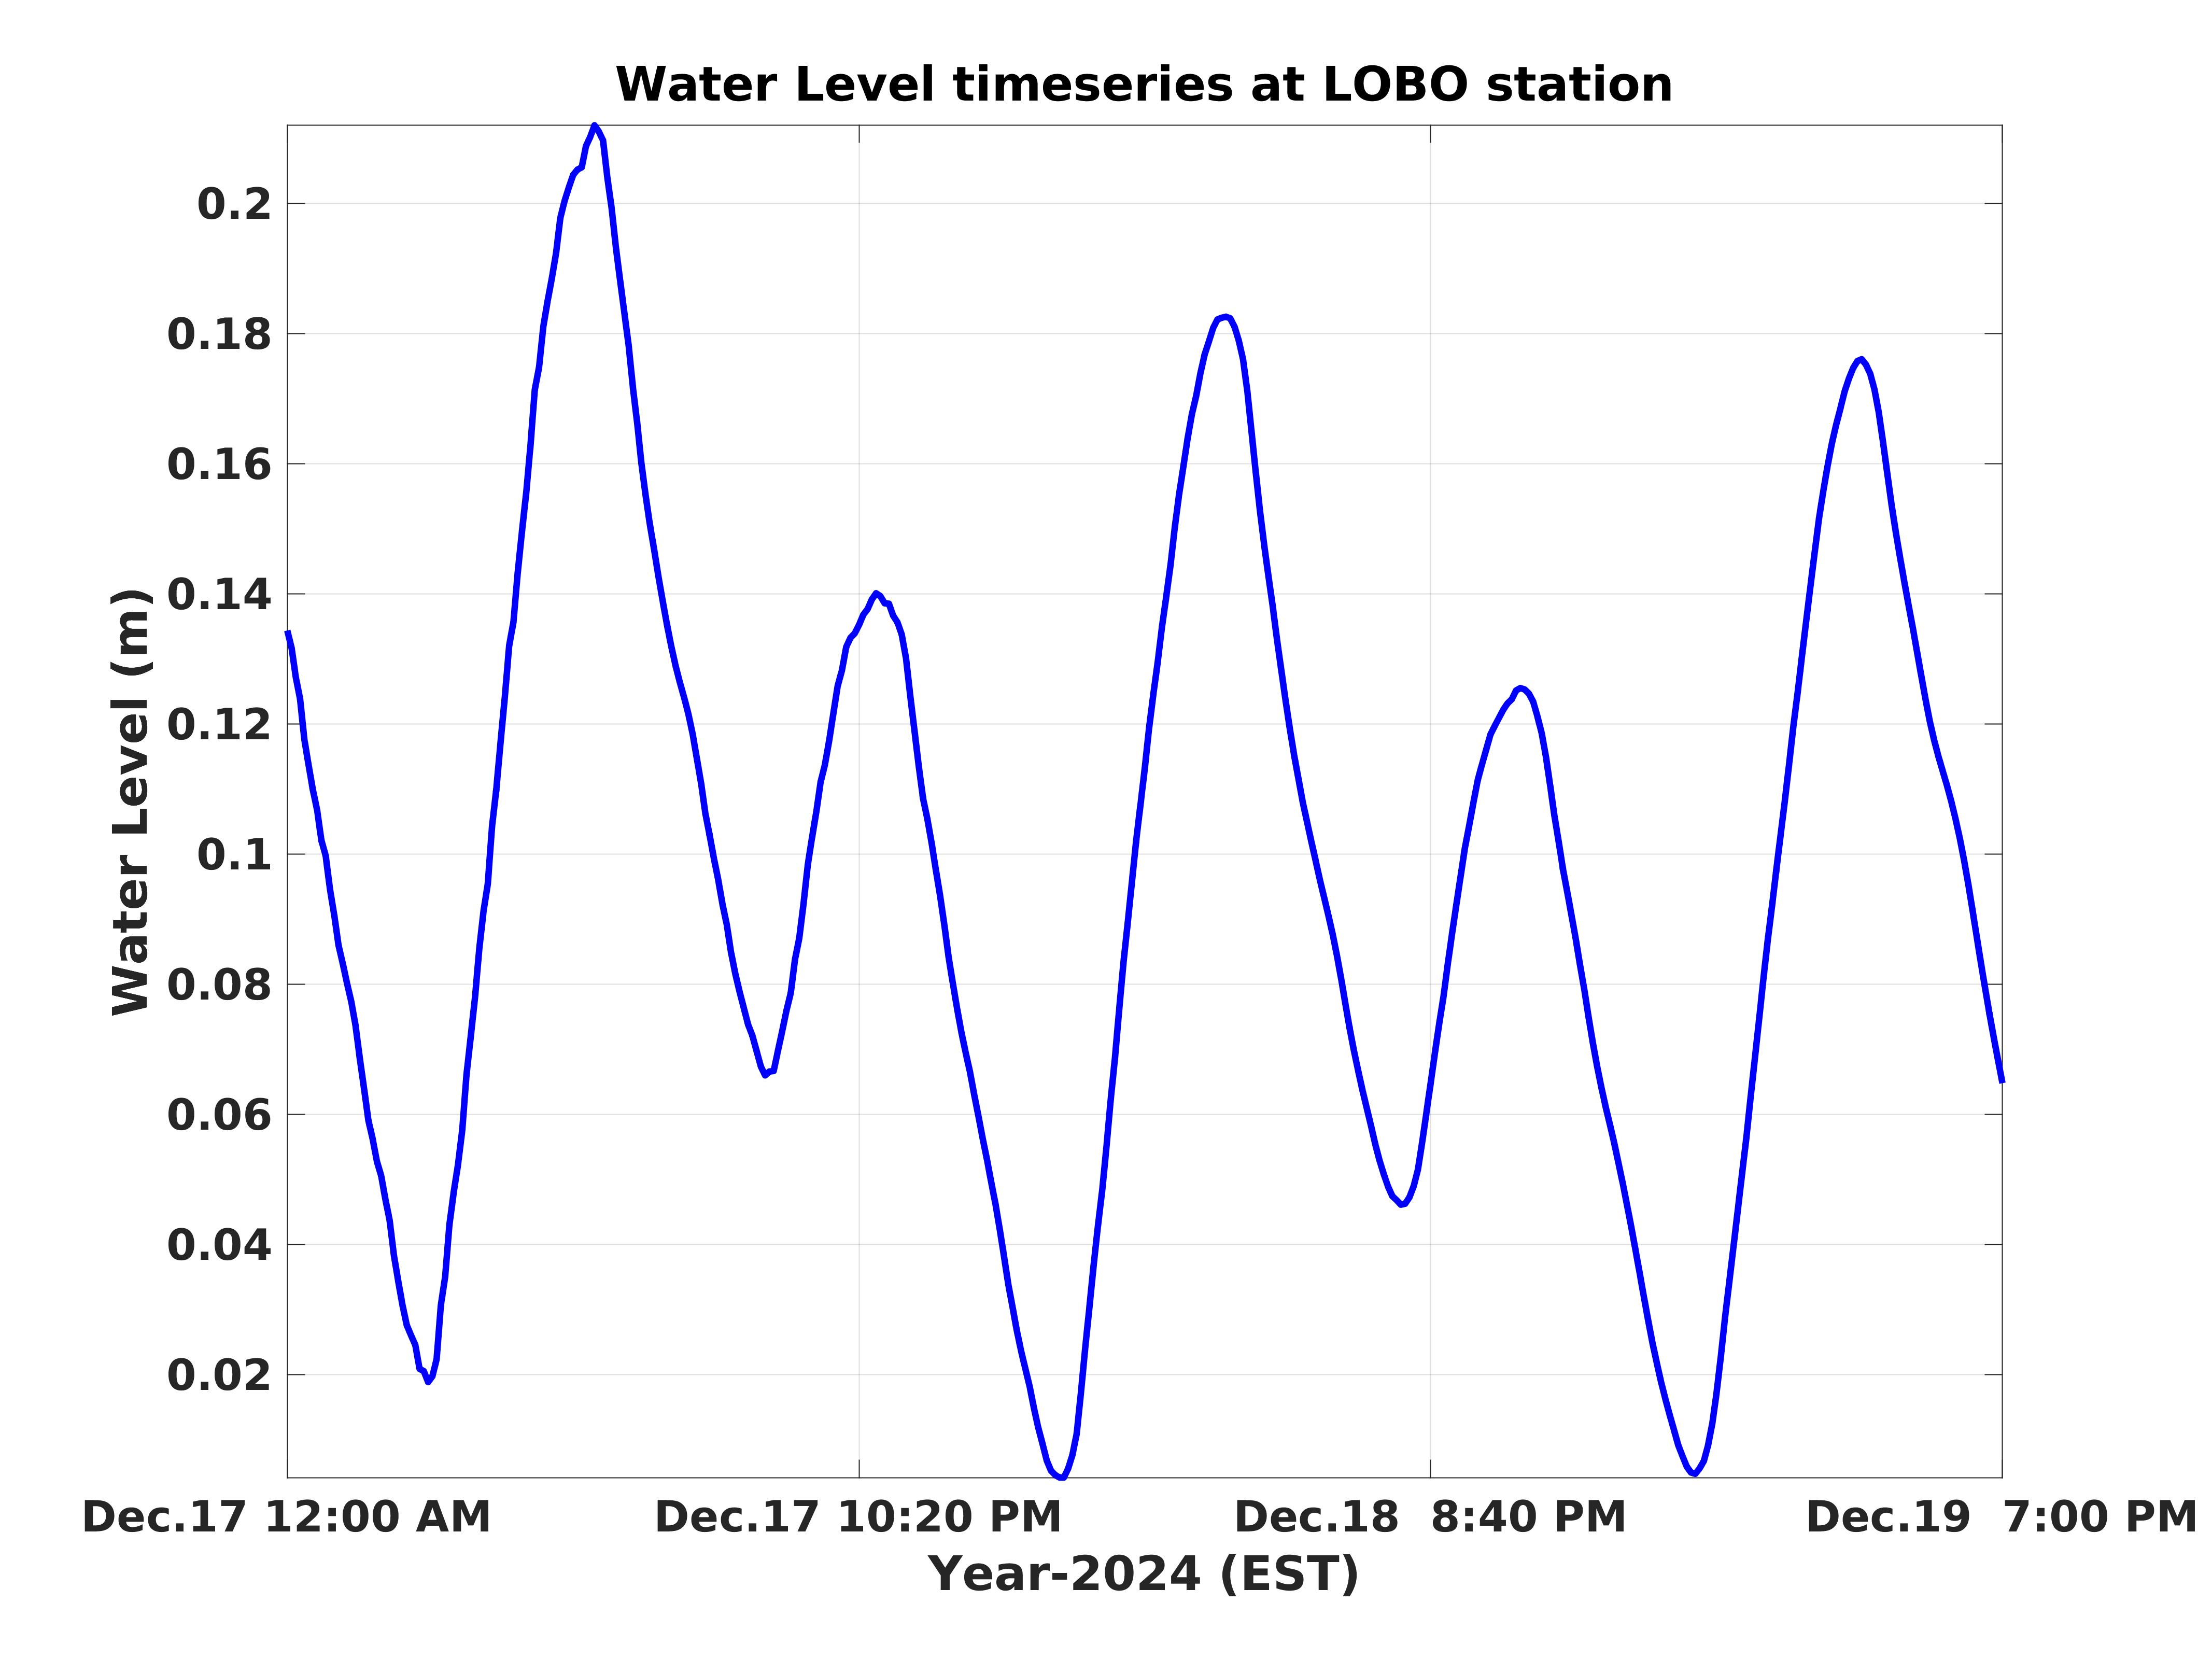 Water Level timeseries at LOBO station
0.2
0.18
0.16
0.14
0.12
0.1
0.08
0.06
0.04
0.02
Water Level (m)
Dec.17 12:00 AM Dec.17 10:20 PM Dec.18 8:40 PM Dec.19 7:00 PM
Year-2024 (EST)